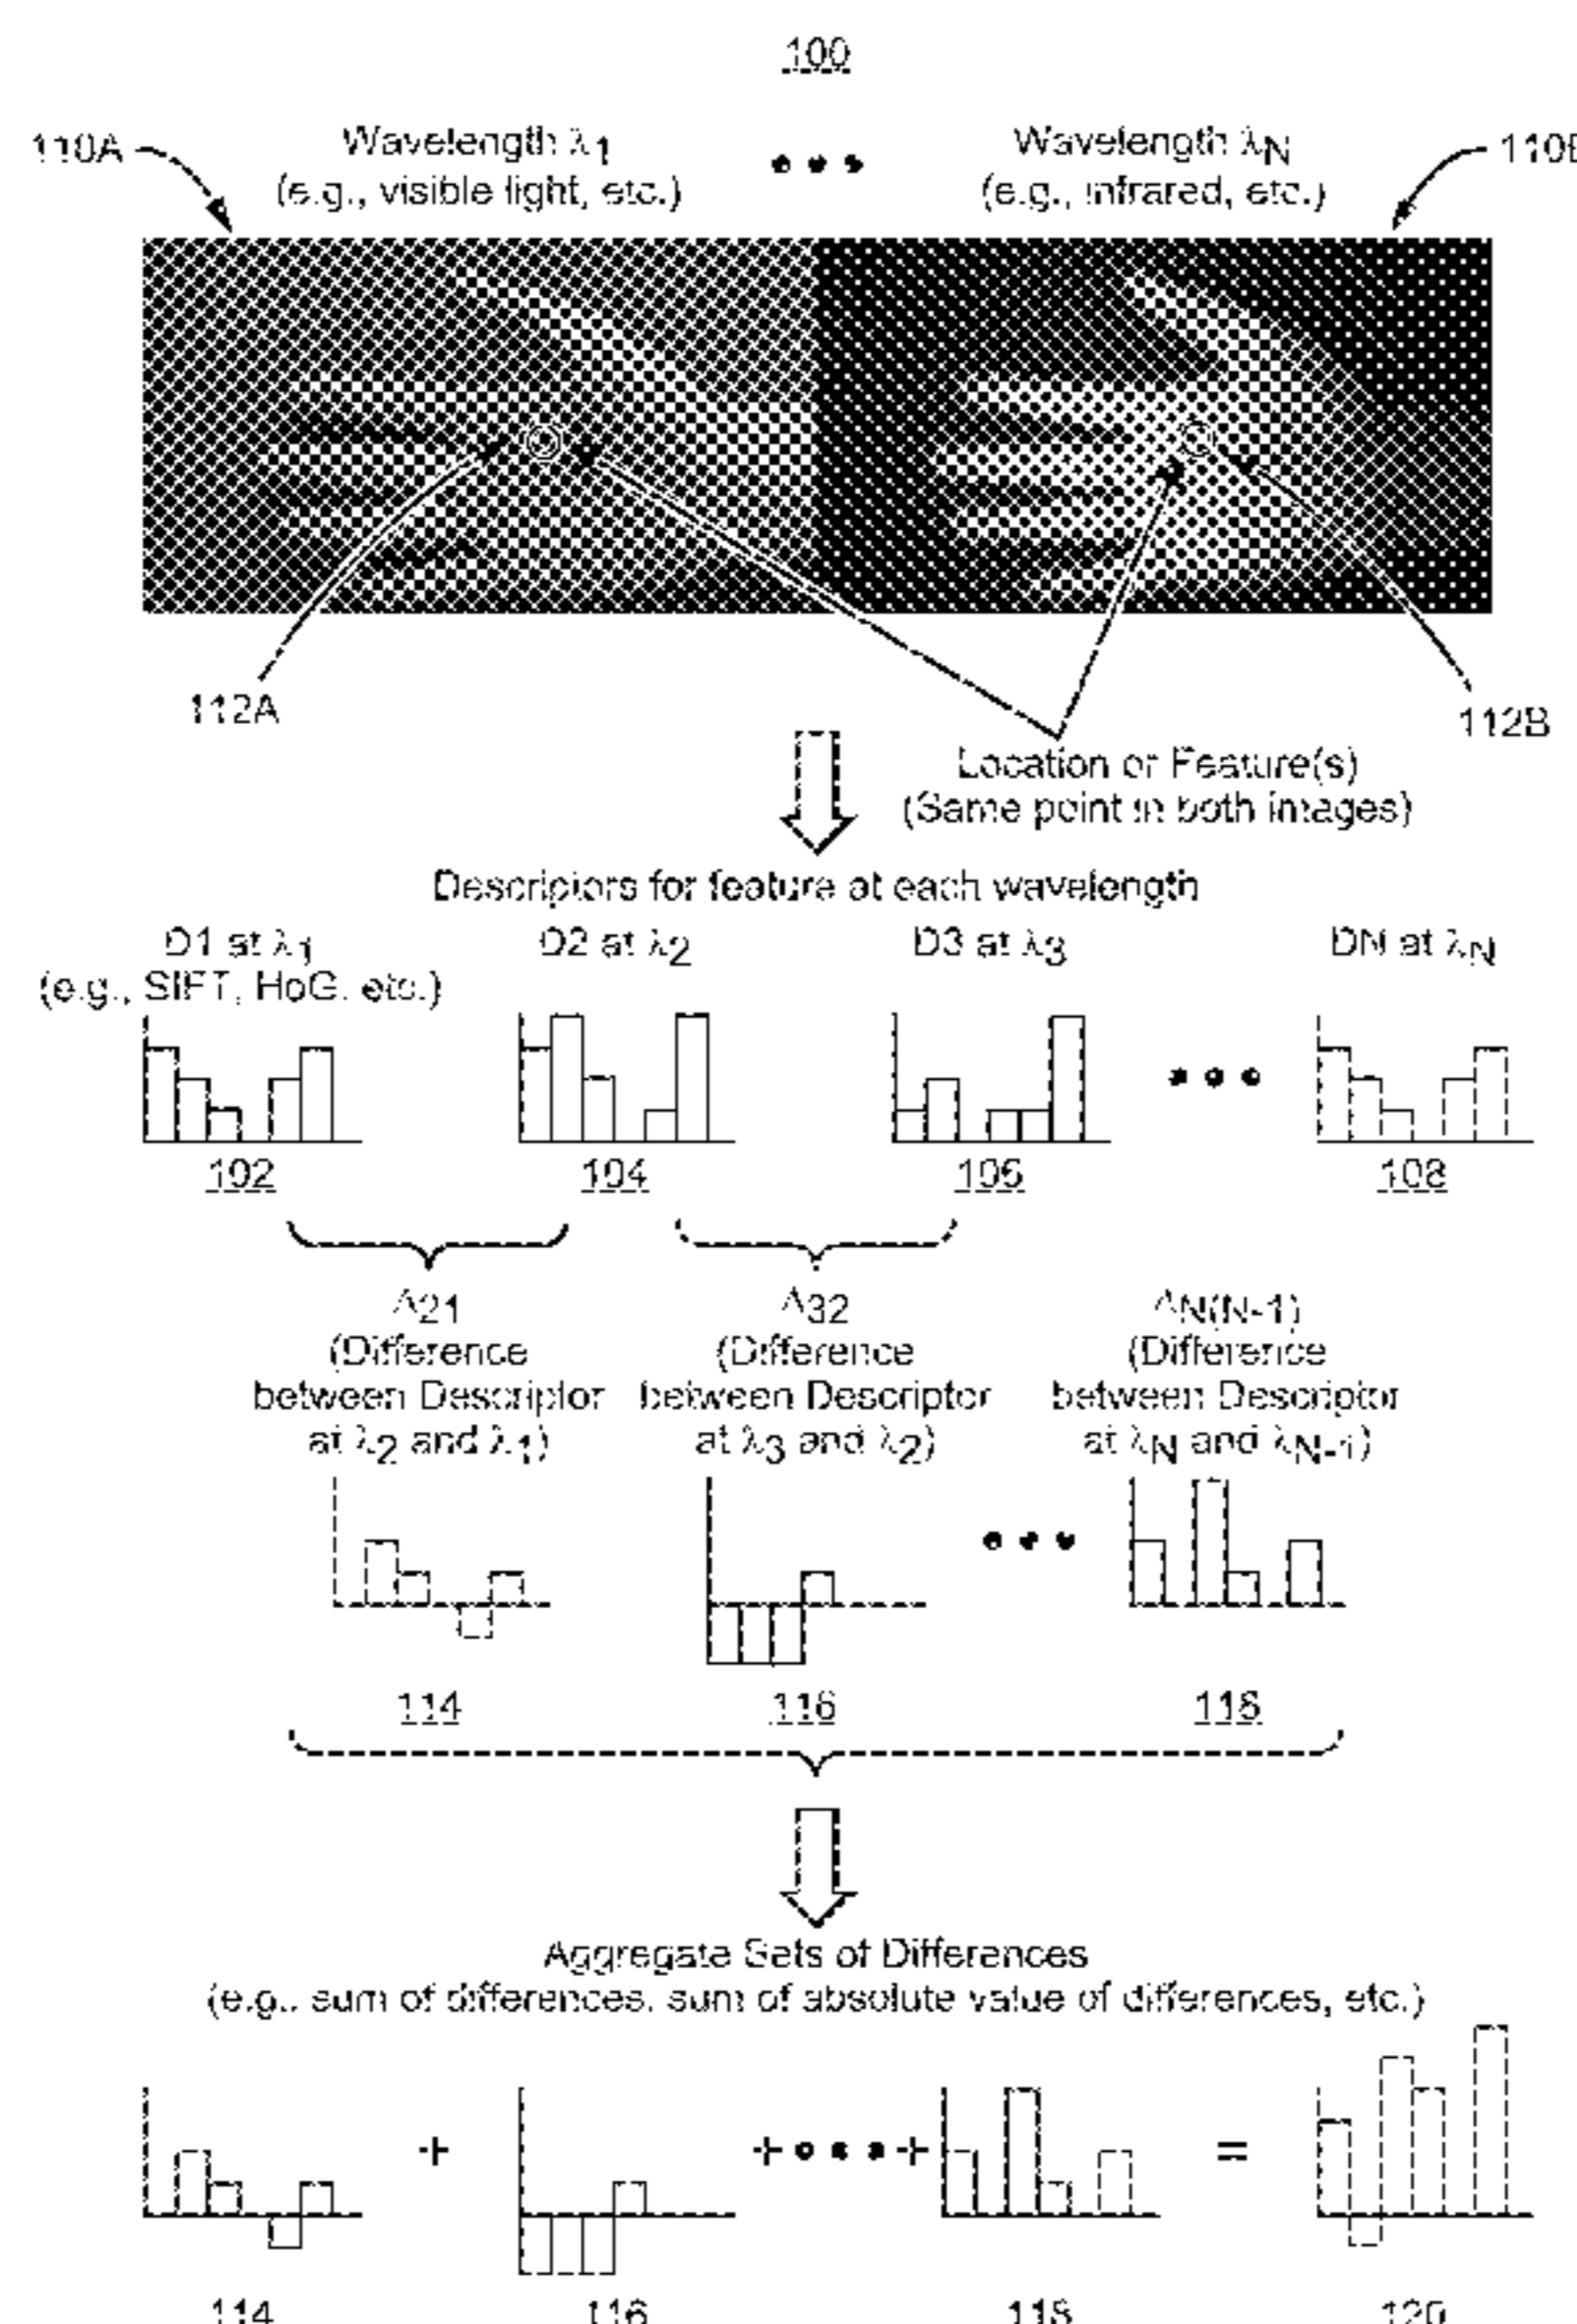 100
110A
Wavelength λ1
Wavelength λN
(e.g., visible light, etc.)
(e.g., infrared, etc.)
112A
112B
Location or Feature(s)
(Same point in both images)
Descriptors for feature at each wavelength
D1 at λ1
D2 at λ2
D3 at λ3
DN at λN
(e.g., SIFT, HoG, etc.)
102
104
106
108
Δ21
Δ32
ΔN(N-1)
(Difference
(Difference
(Difference
between Descriptor
between Descriptor
between Descriptor
at λ2 and λ1)
at λ3 and λ2)
at λN and λN-1)
114
116
118
Aggregate Sets of Differences
(e.g., sum of differences, sum of absolute value of differences, etc.)
+
+
+
=
114
116
118
120